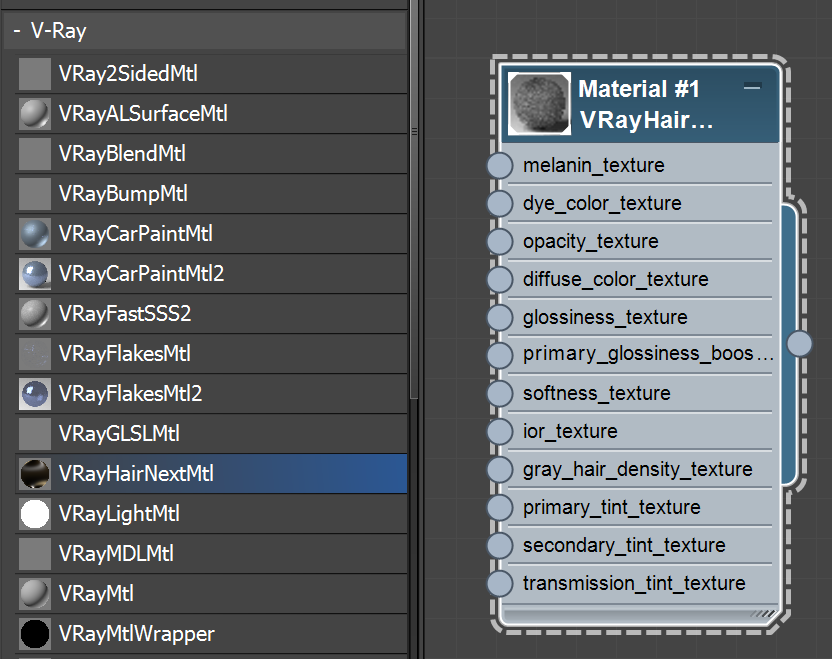 - V-Ray
VRay2SidedMtl
VRayALSurfaceMtl
VRayBlendMtl
VRayBumpMtl
VRayCarPaintMtl
VRayCarPaintMtl2
VRayFastSSS2
VRayFlakesMtl
VRayFlakesMtl2
VRayGLSLMtl
VRayHairNextMtl
VRayLightMtl
VRayMDLMtl
VRayMtl
VRayMtlWrapper
Material #1
VRayHair...
melanin_texture
dye_color_texture
opacity_texture
diffuse_color_texture
glossiness_texture
primary_glossiness_boos...
softness_texture
ior_texture
gray_hair_density_texture
primary_tint_texture
secondary_tint_texture
transmission_tint_texture